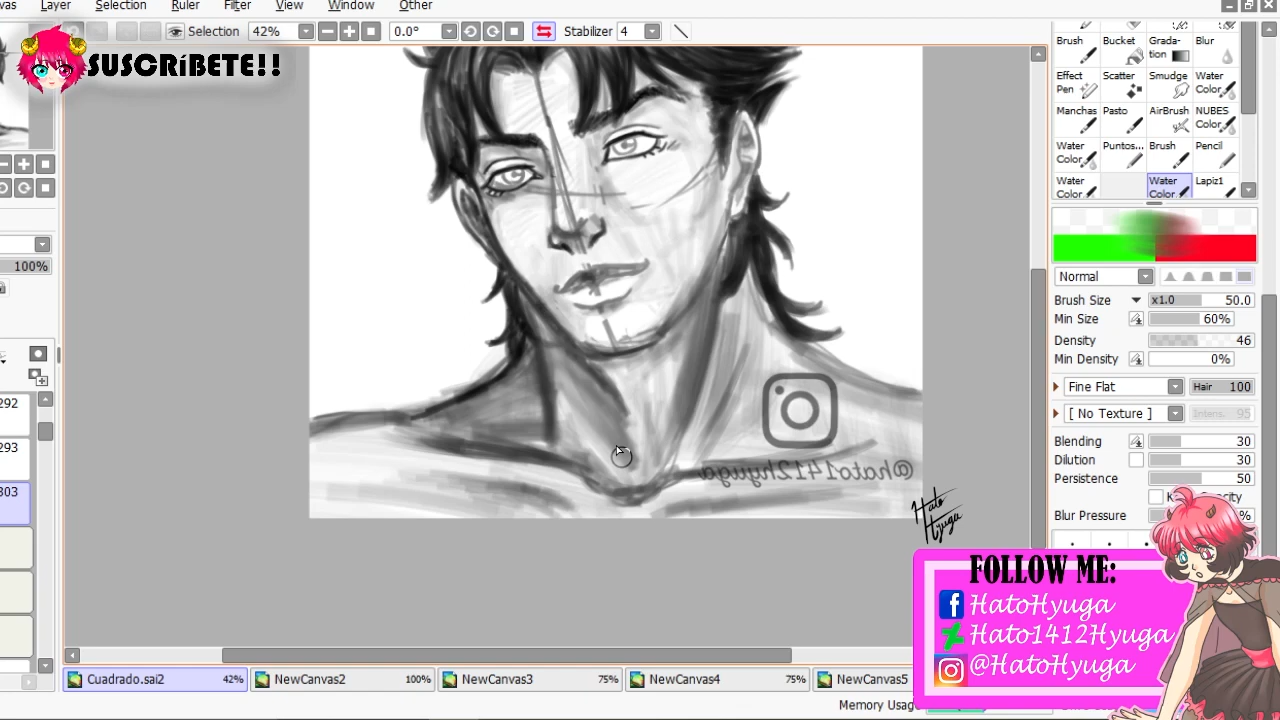 Layer Selection Ruler Filter View Window Other
Selection 42% 0.0° Stabilizer 4
SUSCRíBETE!!
Brush Bucket Grada-tion Blur
Effect Pen Scatter Smudge Water Color
Manchas Pasto AirBrush NUBES Color
Water Color Puntos... Brush Pencil
Water Color Water Color Lapiz1
100%
Normal
Brush Size x1.0 50.0
Min Size 60%
Density 46
Min Density 0%
Fine Flat Hair 100
[ No Texture ] Intens. 95
Blending 30
Dilution 30
Persistence 50
Blur Pressure
292
293
303
@hato1412hyuga
Hato
Hyuga
FOLLOW ME:
HatoHyuga
Hato1412Hyuga
@HatoHyuga
Cuadrado.sai2 42% NewCanvas2 100% NewCanvas3 75% NewCanvas4 75% NewCanvas5